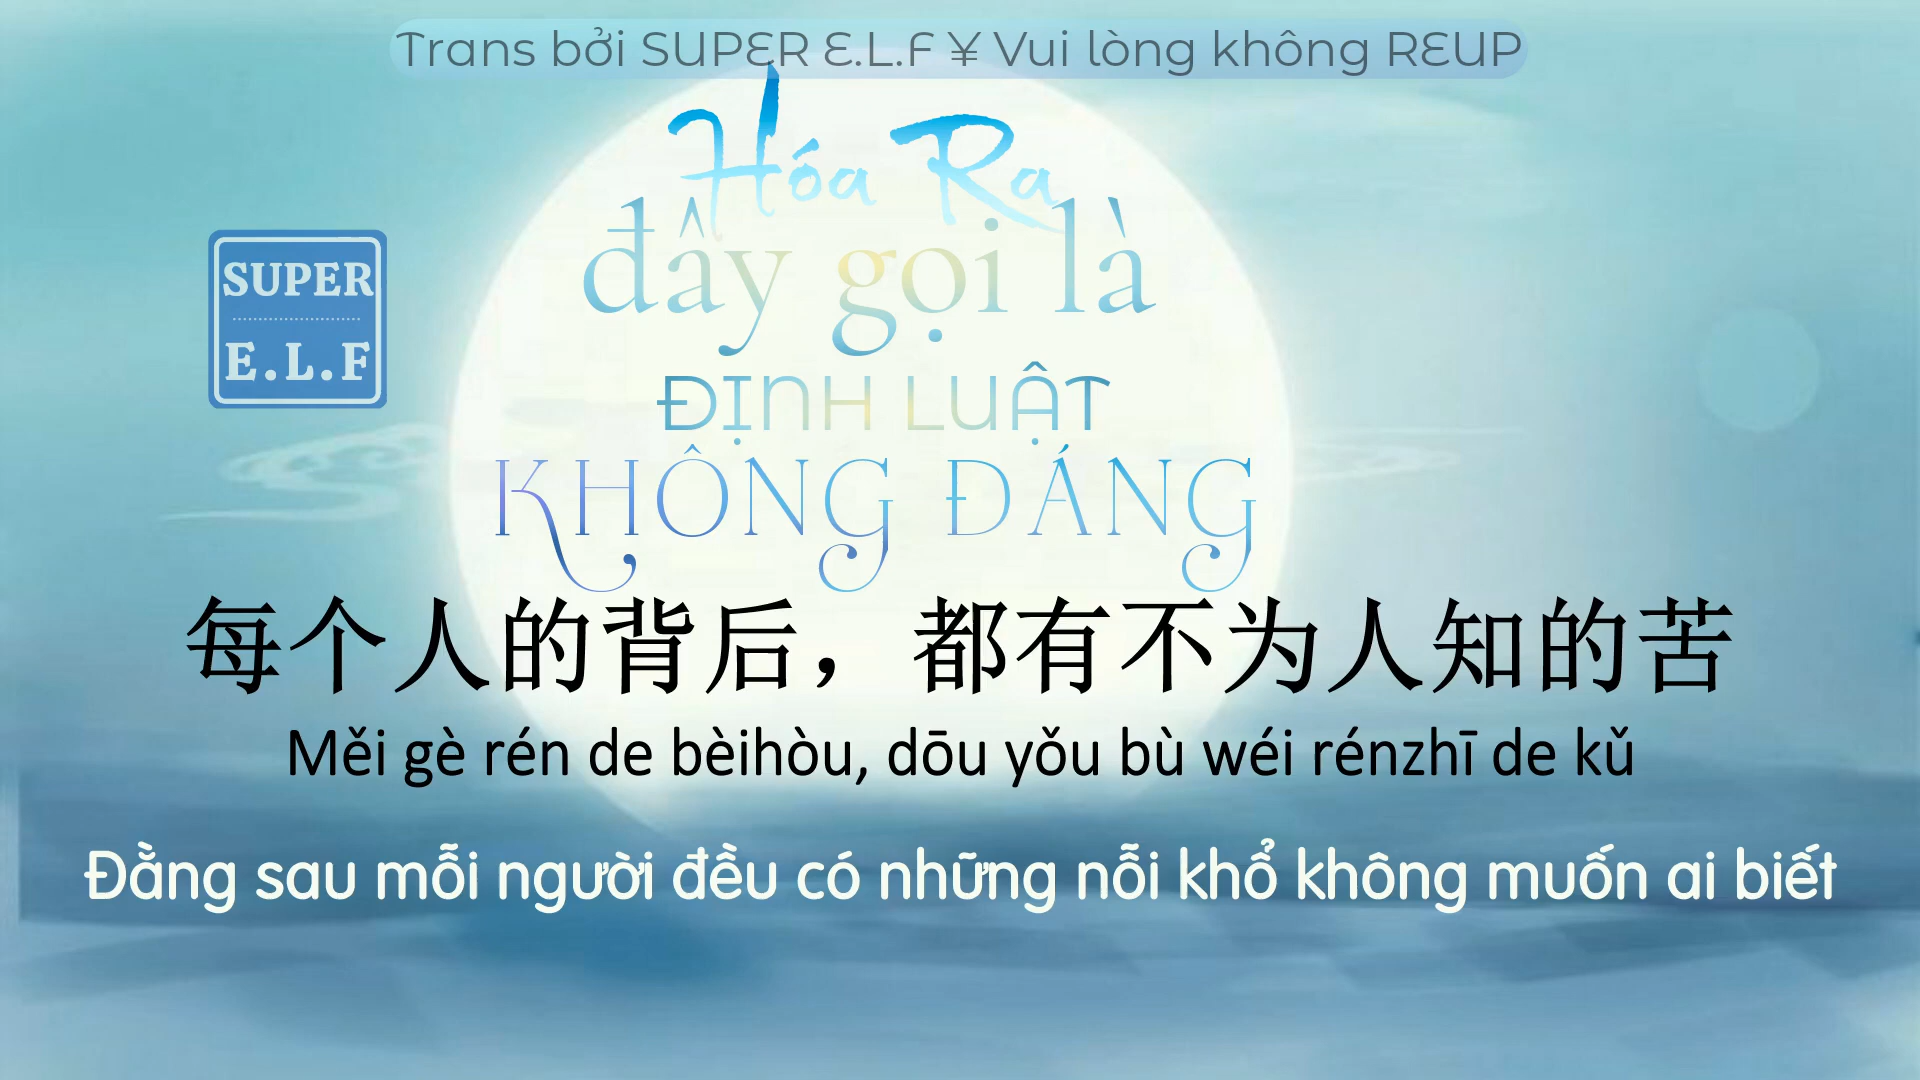 Trans bởi SUPER E.L.F ¥ Vui lòng không REUP
Hóa Ra
đây gọi là
ĐỊNH LUẬT
KHÔNG ĐÁNG
SUPER
E.L.F
每个人的背后，都有不为人知的苦
Měi gè rén de bèihòu, dōu yǒu bù wéi rénzhī de kǔ
Đằng sau mỗi người đều có những nỗi khổ không muốn ai biết